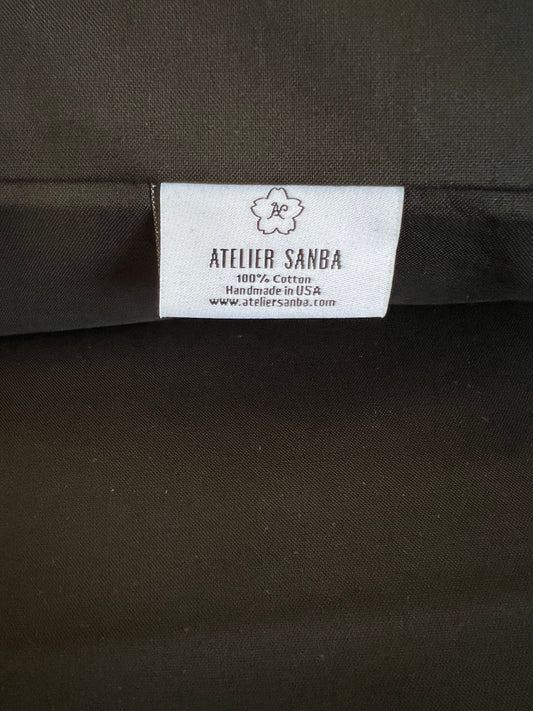 AS
ATELIER SANBA
100% Cotton
Handmade in USA
www.ateliersanba.com